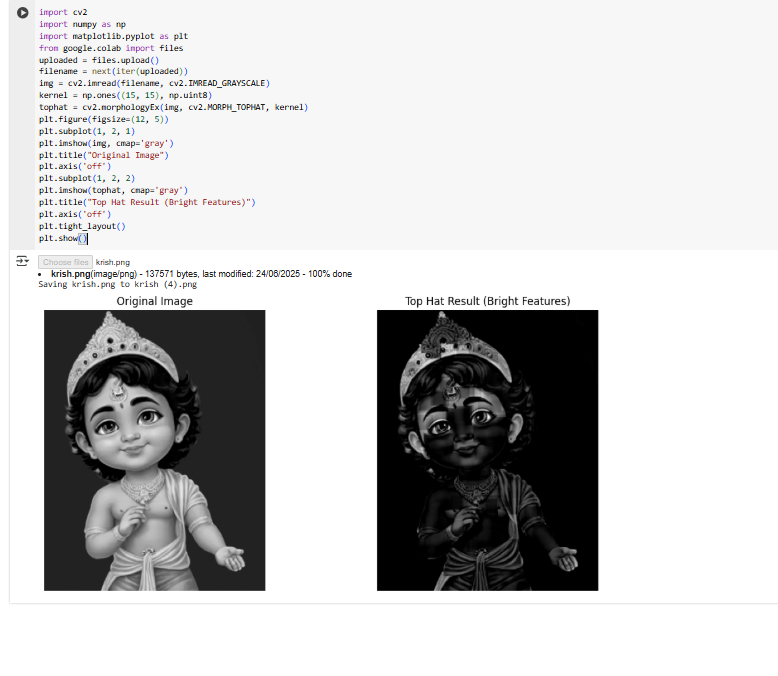 import cv2
import numpy as np
import matplotlib.pyplot as plt
from google.colab import files
uploaded = files.upload()
filename = next(iter(uploaded))
img = cv2.imread(filename, cv2.IMREAD_GRAYSCALE)
kernel = np.ones((15, 15), np.uint8)
tophat = cv2.morphologyEx(img, cv2.MORPH_TOPHAT, kernel)
plt.figure(figsize=(12, 5))
plt.subplot(1, 2, 1)
plt.imshow(img, cmap='gray')
plt.title("Original Image")
plt.axis('off')
plt.subplot(1, 2, 2)
plt.imshow(tophat, cmap='gray')
plt.title("Top Hat Result (Bright Features)")
plt.axis('off')
plt.tight_layout()
plt.show()
Choose files krish.png
• krish.png(image/png) - 137571 bytes, last modified: 24/06/2025 - 100% done
Saving krish.png to krish (4).png
Original Image Top Hat Result (Bright Features)